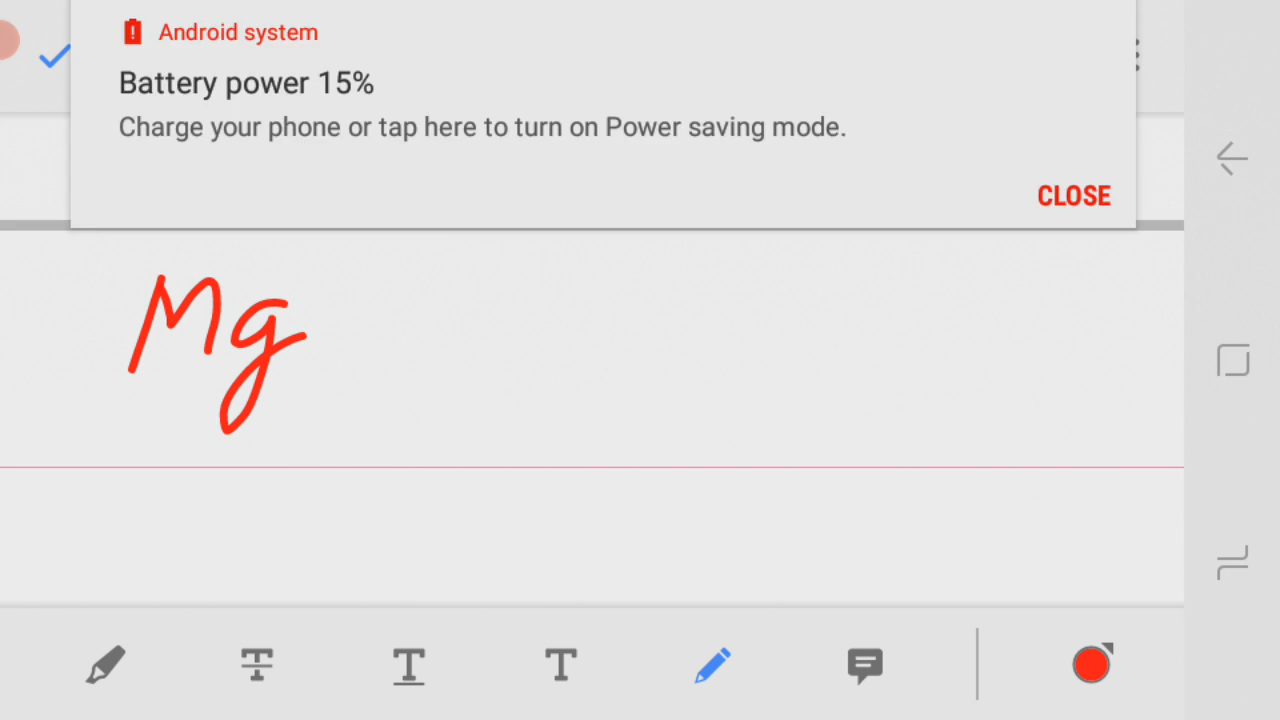 Android system
Battery power 15%
Charge your phone or tap here to turn on Power saving mode.
CLOSE
Mg